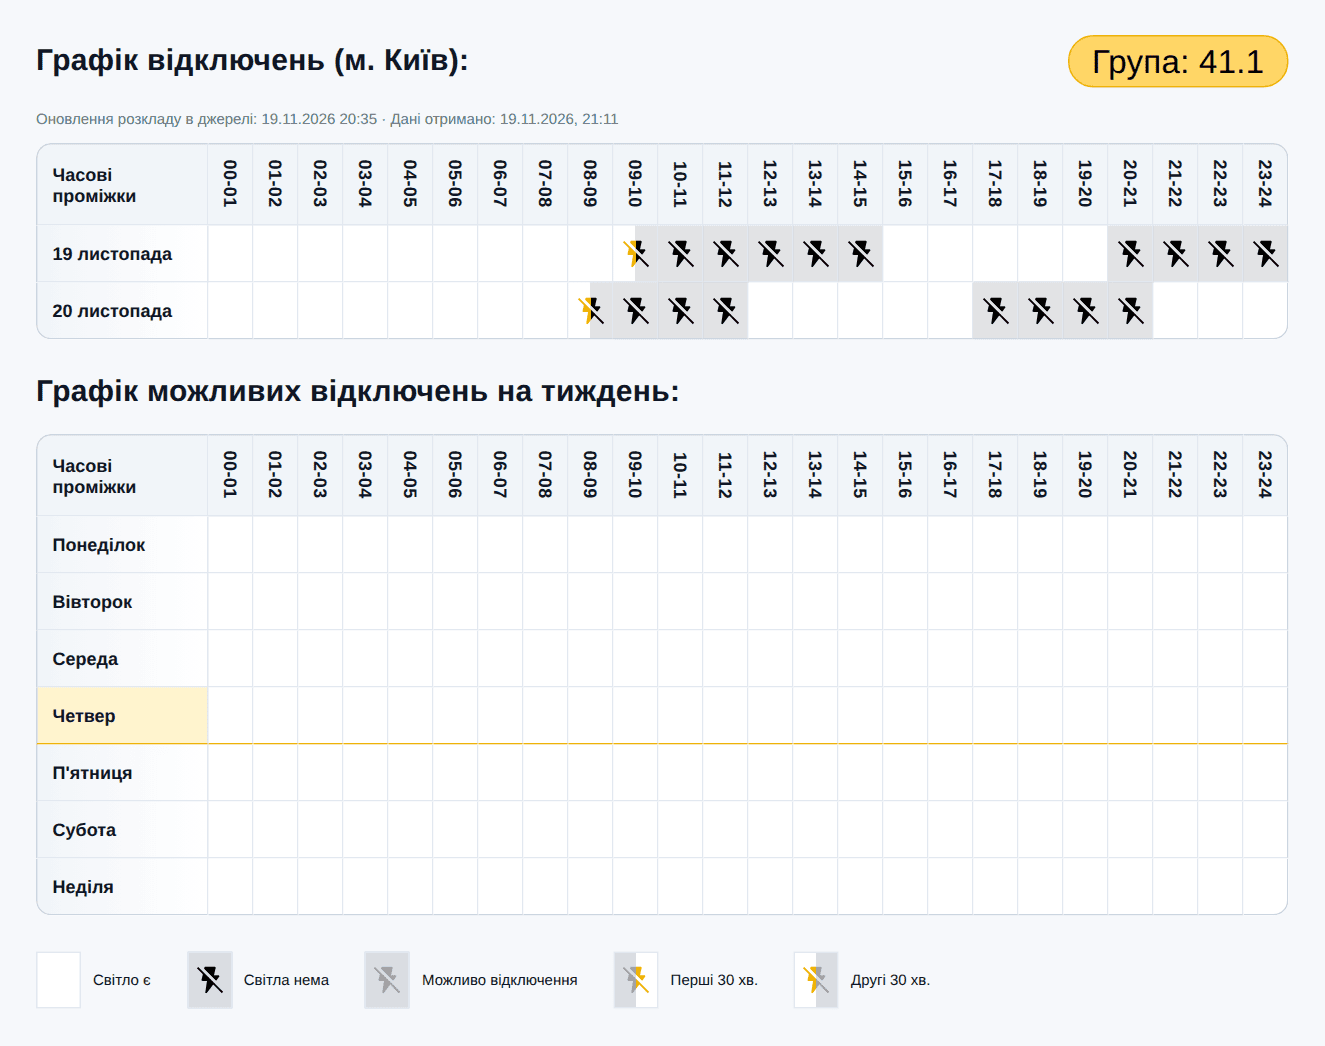 Графік відключень (м. Київ):
Група: 41.1
Оновлення розкладу в джерелі: 19.11.2026 20:35 · Дані отримано: 19.11.2026, 21:11
Часові
проміжки
00-01 01-02 02-03 03-04 04-05 05-06 06-07 07-08 08-09 09-10 10-11 11-12 12-13 13-14 14-15 15-16 16-17 17-18 18-19 19-20 20-21 21-22 22-23 23-24
19 листопада
20 листопада
Графік можливих відключень на тиждень:
Часові
проміжки
00-01 01-02 02-03 03-04 04-05 05-06 06-07 07-08 08-09 09-10 10-11 11-12 12-13 13-14 14-15 15-16 16-17 17-18 18-19 19-20 20-21 21-22 22-23 23-24
Понеділок
Вівторок
Середа
Четвер
П'ятниця
Субота
Неділя
Світло є
Світла нема
Можливо відключення
Перші 30 хв.
Другі 30 хв.